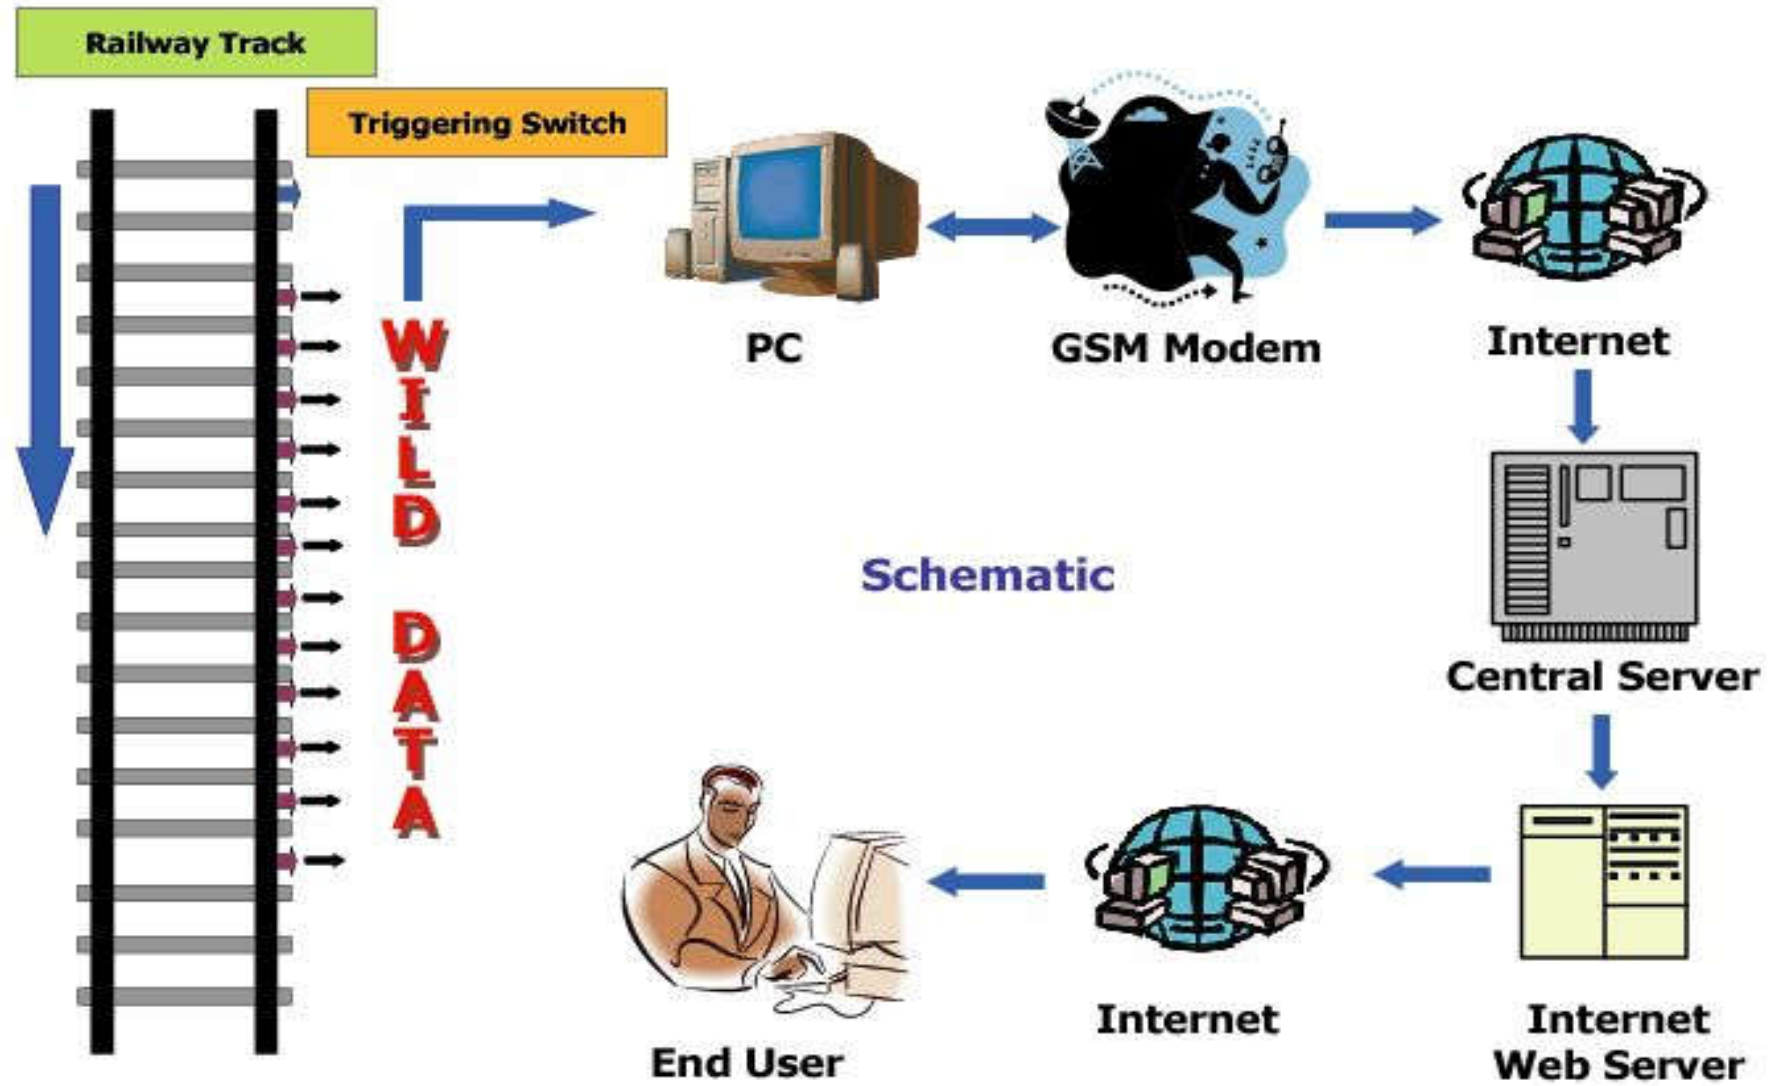 Railway Track
Triggering Switch
WILD DATA
PC
GSM Modem
Internet
Schematic
Central Server
End User
Internet
Internet
Web Server